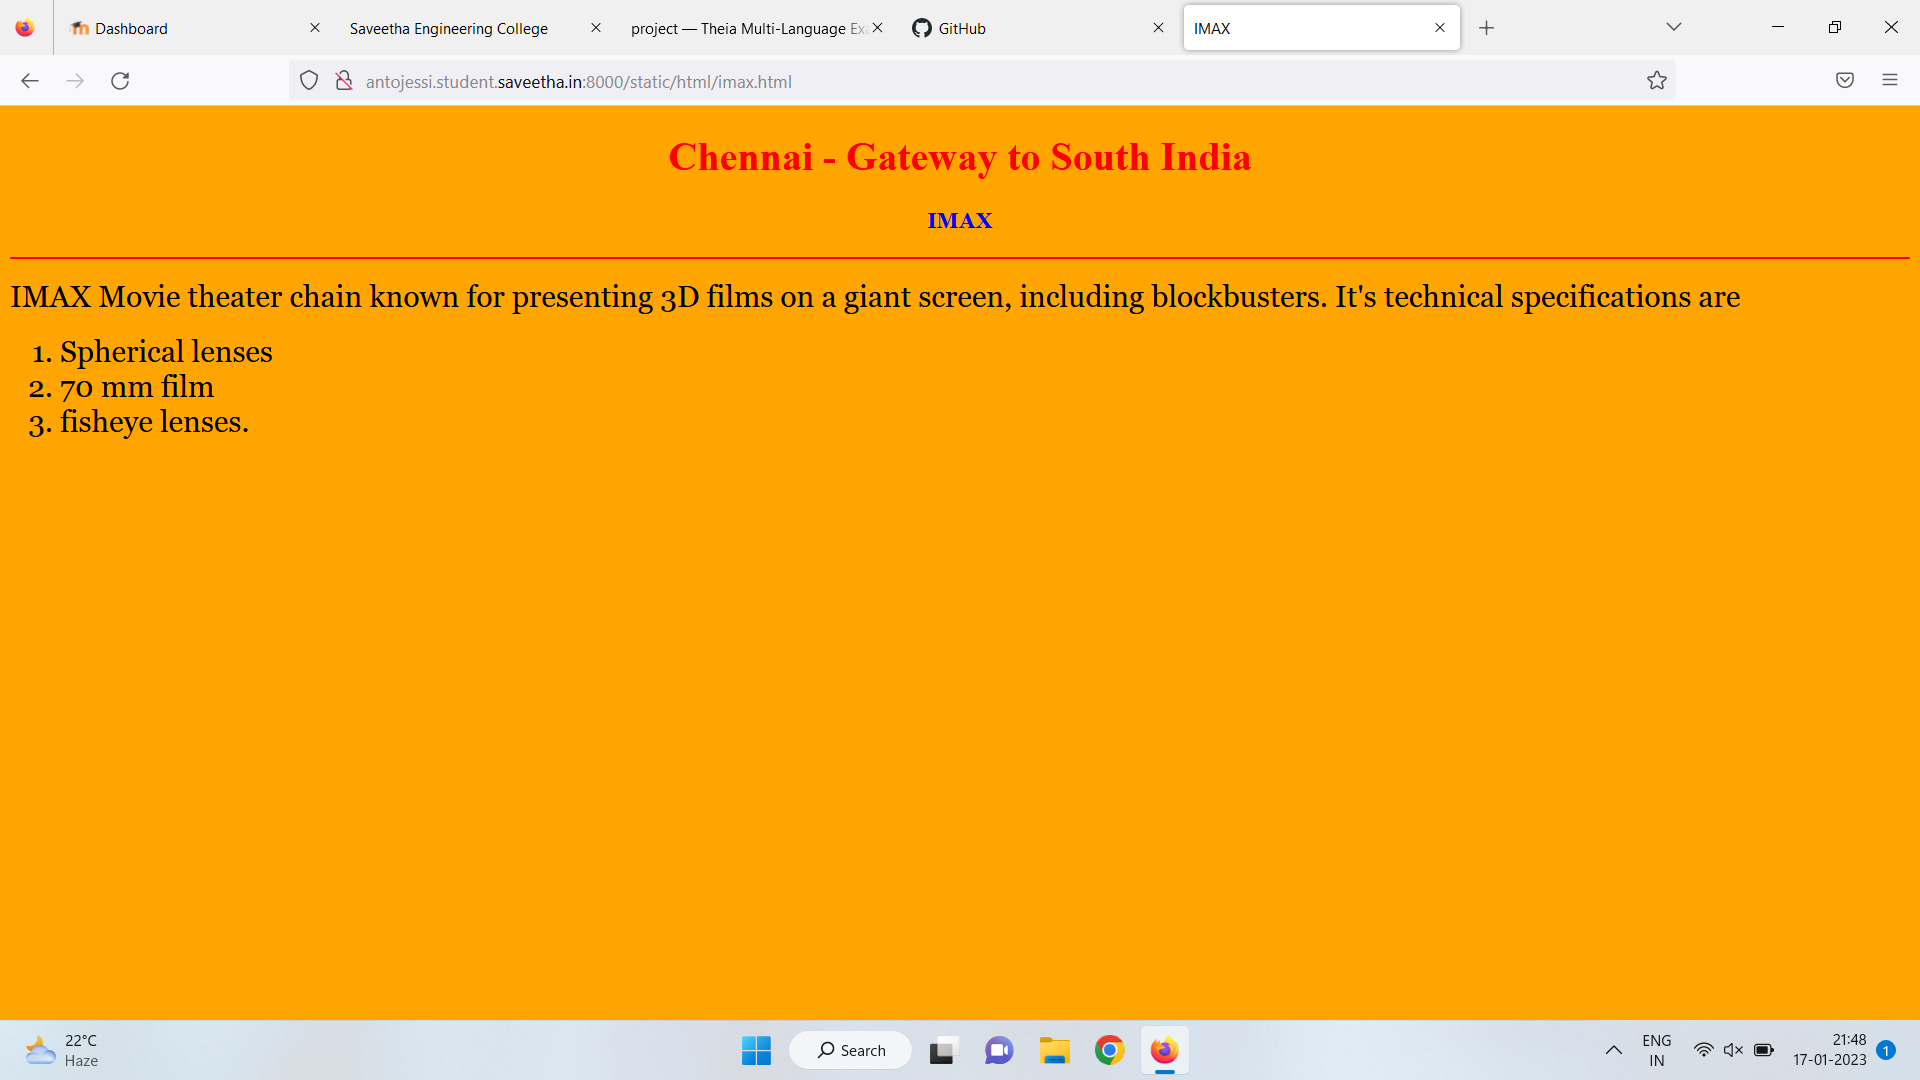 Dashboard
Saveetha Engineering College
project — Theia Multi-Language Ex
GitHub
IMAX
antojessi.student.saveetha.in:8000/static/html/imax.html
Chennai - Gateway to South India
IMAX
IMAX Movie theater chain known for presenting 3D films on a giant screen, including blockbusters. It's technical specifications are
1. Spherical lenses
2. 70 mm film
3. fisheye lenses.
22°C
Haze
Search
ENG
IN
21:48
17-01-2023
1